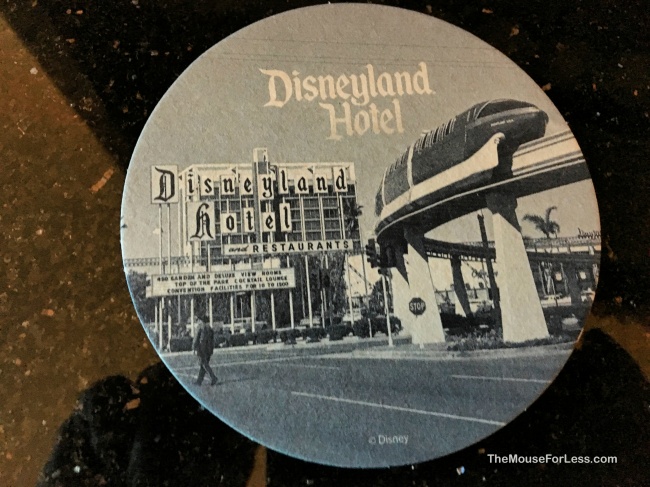 Disneyland
Hotel
Disneyland
Hotel
and RESTAURANTS
450 GARDEN AND DELUXE VIEW ROOMS
TOP OF THE PARK COCKTAIL LOUNGE
CONVENTION FACILITIES FOR 10 TO 1500
STOP
© Disney
TheMouseForLess.com